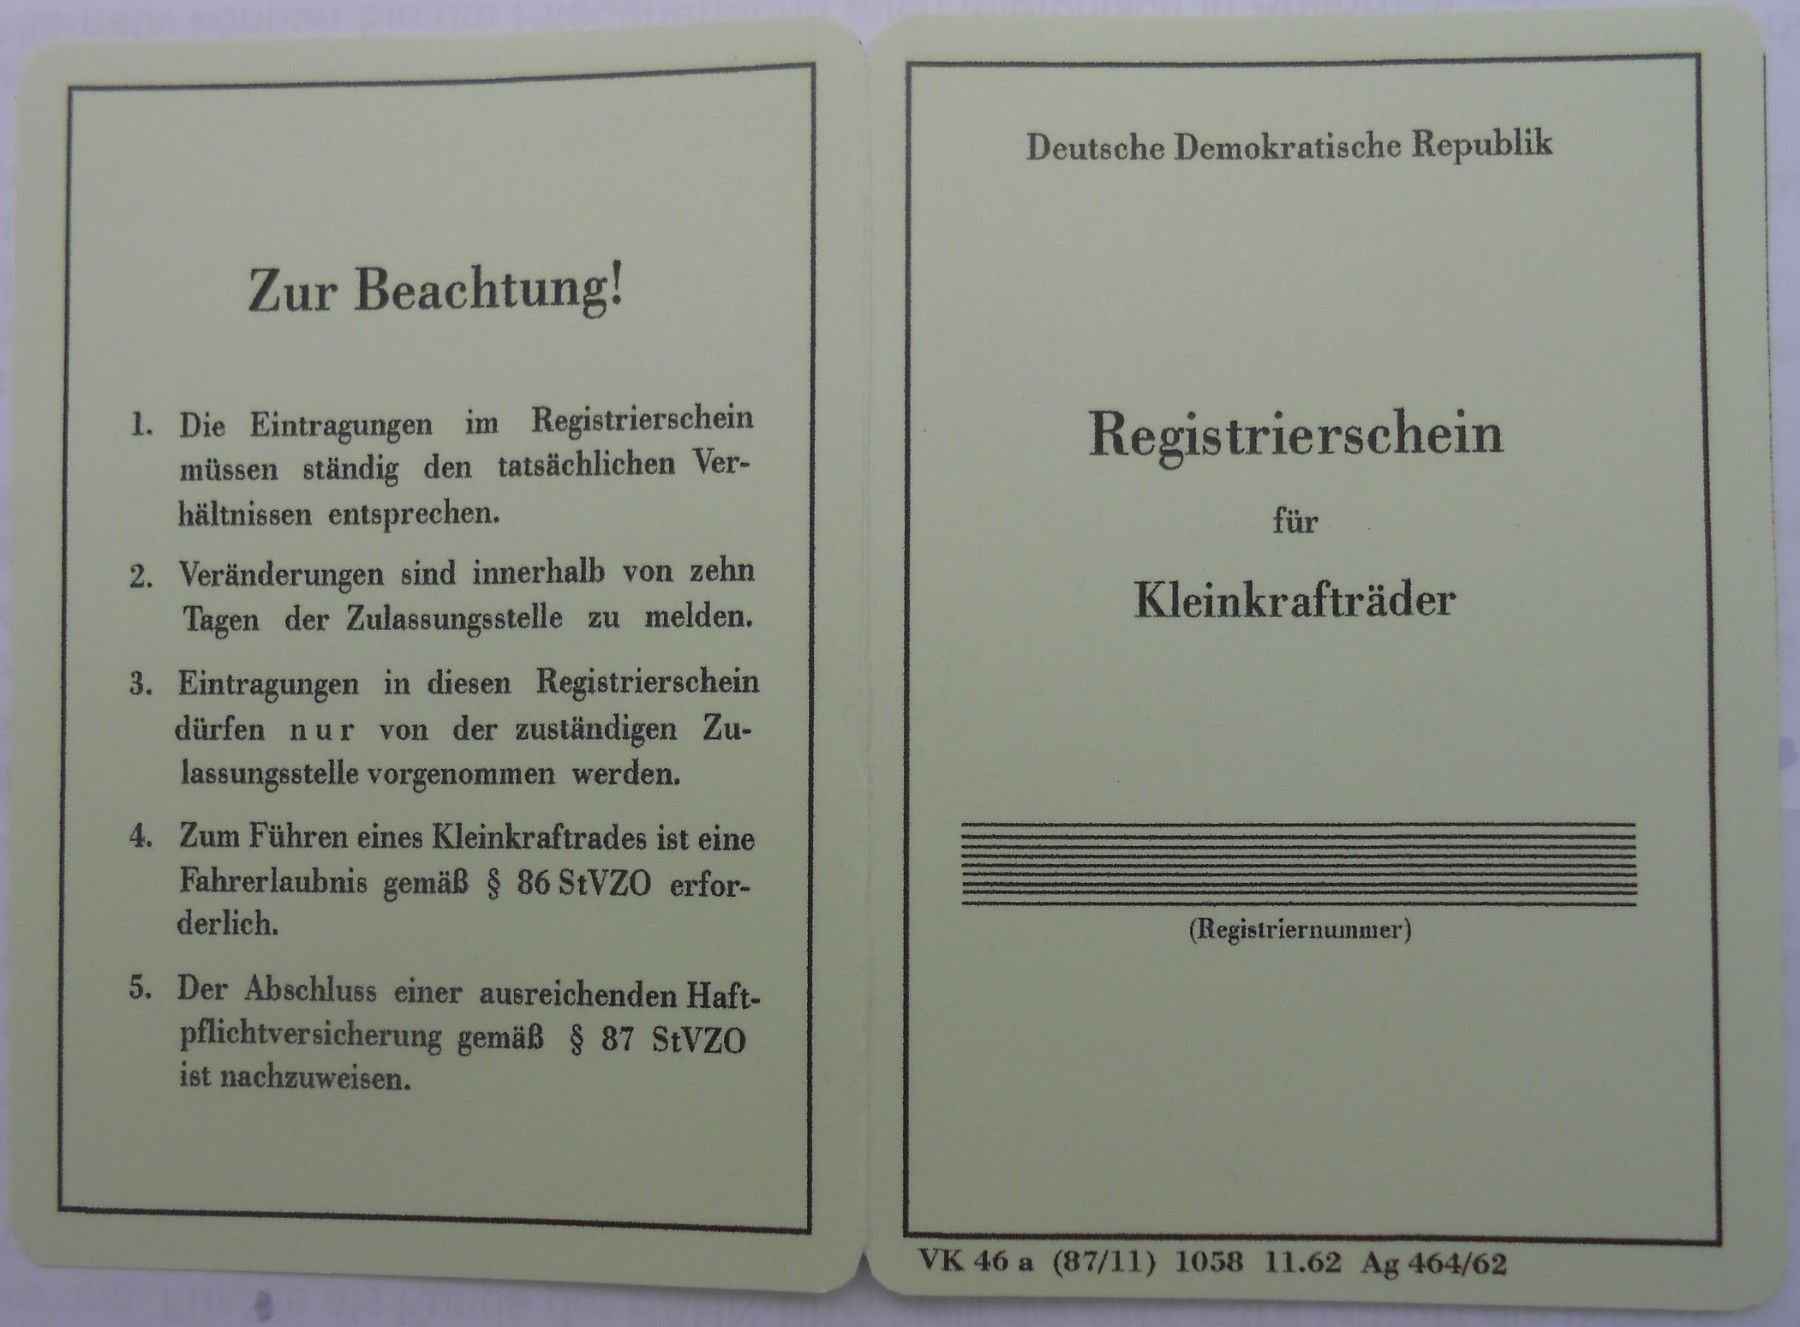 Zur Beachtung!
1. Die Eintragungen im Registrierschein
müssen ständig den tatsächlichen Ver-
hältnissen entsprechen.
2. Veränderungen sind innerhalb von zehn
Tagen der Zulassungsstelle zu melden.
3. Eintragungen in diesen Registrierschein
dürfen nur von der zuständigen Zu-
lassungsstelle vorgenommen werden.
4. Zum Führen eines Kleinkraftrades ist eine
Fahrerlaubnis gemäß § 86 StVZO erfor-
derlich.
5. Der Abschluss einer ausreichenden Haft-
pflichtversicherung gemäß § 87 StVZO
ist nachzuweisen.
Deutsche Demokratische Republik
Registrierschein
für
Kleinkrafträder
(Registriernummer)
VK 46 a (87/11) 1058 11.62 Ag 464/62